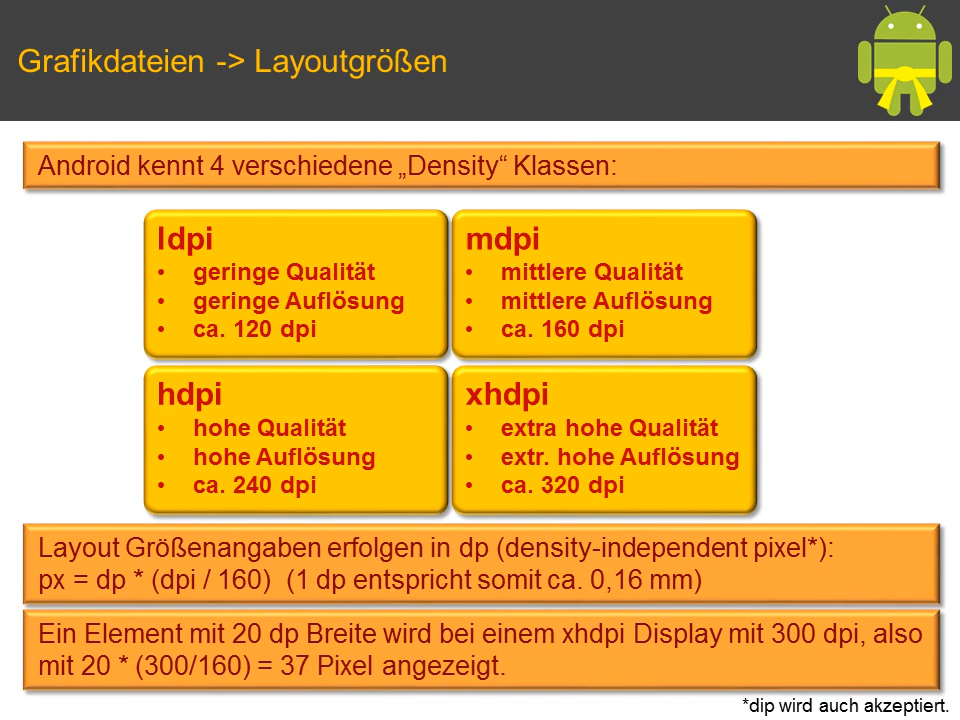 Grafikdateien -> Layoutgrößen
Android kennt 4 verschiedene „Density“ Klassen:
ldpi
• geringe Qualität
• geringe Auflösung
• ca. 120 dpi
mdpi
• mittlere Qualität
• mittlere Auflösung
• ca. 160 dpi
hdpi
• hohe Qualität
• hohe Auflösung
• ca. 240 dpi
xhdpi
• extra hohe Qualität
• extr. hohe Auflösung
• ca. 320 dpi
Layout Größenangaben erfolgen in dp (density-independent pixel*):
px = dp * (dpi / 160) (1 dp entspricht somit ca. 0,16 mm)
Ein Element mit 20 dp Breite wird bei einem xhdpi Display mit 300 dpi, also
mit 20 * (300/160) = 37 Pixel angezeigt.
*dip wird auch akzeptiert.